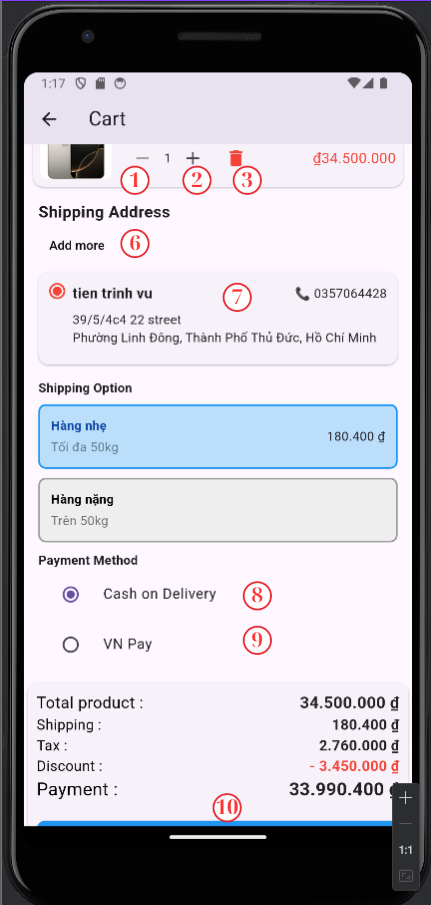 1:17
Cart
1
₫34.500.000
1
2
3
Shipping Address
Add more
6
tien trinh vu
7
0357064428
39/5/4c4 22 street
Phường Linh Đông, Thành Phố Thủ Đức, Hồ Chí Minh
Shipping Option
Hàng nhẹ
180.400 ₫
Tối đa 50kg
Hàng nặng
Trên 50kg
Payment Method
Cash on Delivery
8
VN Pay
9
Total product : 34.500.000 ₫
Shipping : 180.400 ₫
Tax : 2.760.000 ₫
Discount : - 3.450.000 ₫
Payment : 33.990.400 ₫
10
1:1